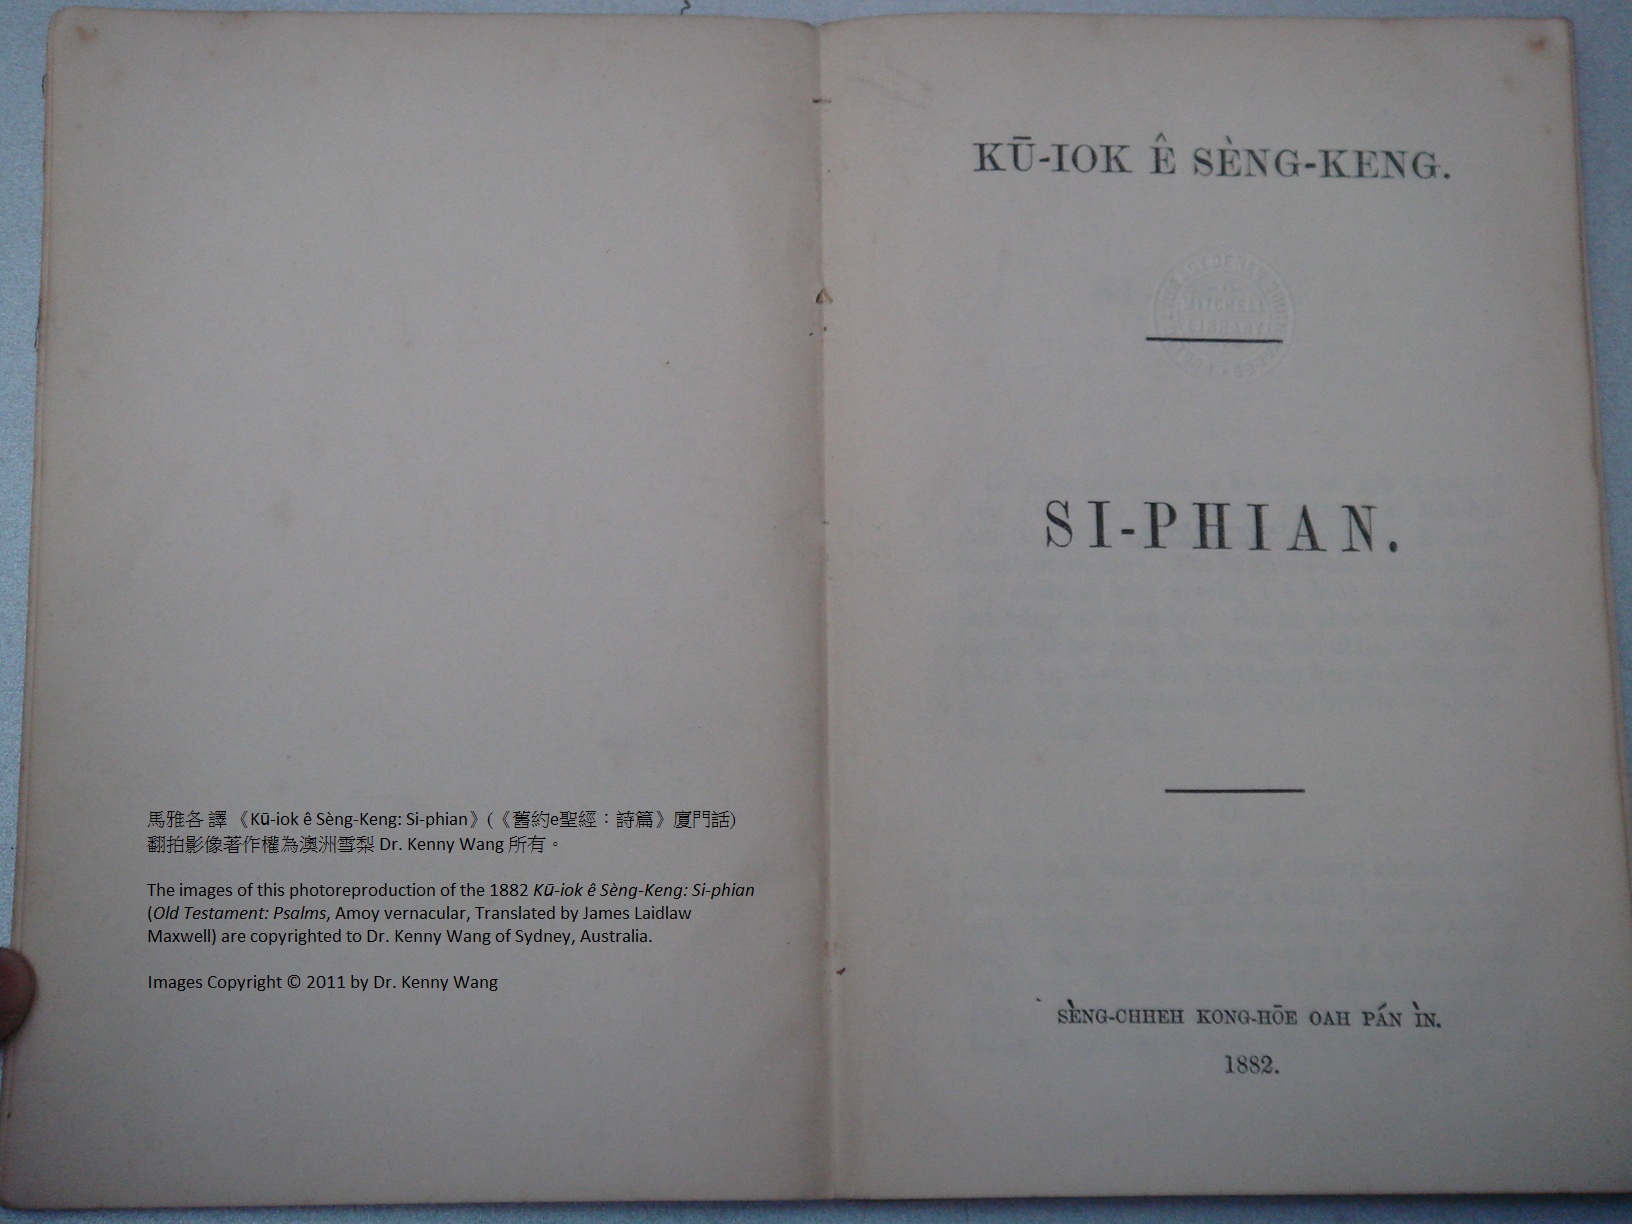 馬雅各 譯 《Kū-iok ê Sèng-Keng: Si-phian》(《舊約e聖經：詩篇》廈門話)
翻拍影像著作權為澳洲雪梨 Dr. Kenny Wang 所有。
The images of this photoreproduction of the 1882 Kū-iok ê Sèng-Keng: Si-phian
(Old Testament: Psalms, Amoy vernacular, Translated by James Laidlaw
Maxwell) are copyrighted to Dr. Kenny Wang of Sydney, Australia.
Images Copyright © 2011 by Dr. Kenny Wang
KŪ-IOK Ê SÈNG-KENG.
MITCHELL
LIBRARY
SI-PHIAN.
SÈNG-CHHEH KONG-HŌE OAH PÁN ÌN.
1882.